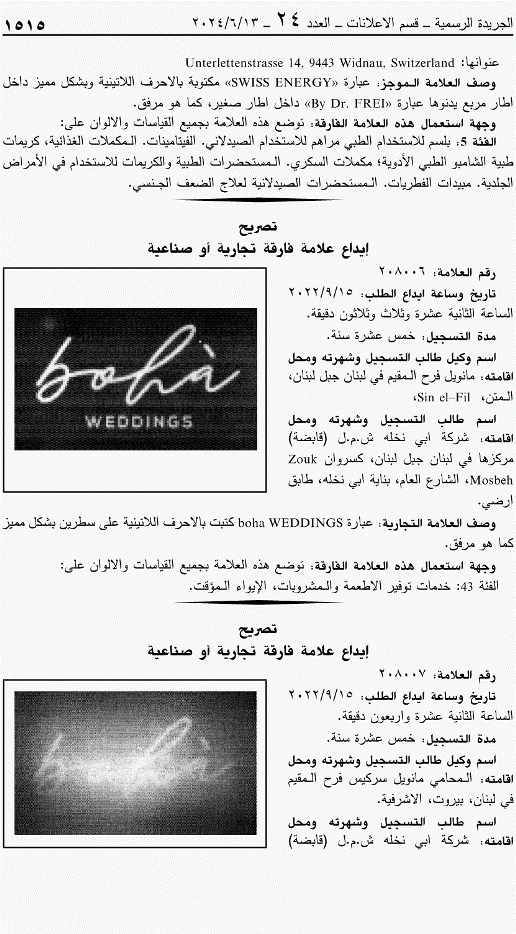 الجريدة الرسمية ــ قسم الاعلانات ــ العدد ٢٤ ــ ٢٠٢٤/٦/١٣
١٥١٥
عنوانها: Unterlettenstrasse 14, 9443 Widnau, Switzerland
وصف العلامة الموجز: عبارة «SWISS ENERGY» مكتوبة بالاحرف اللاتينية وبشكل مميز داخل
اطار مربع يدنوها عبارة «By Dr. FREI» داخل اطار صغير، كما هو مرفق.
وجهة استعمال هذه العلامة الفارقة: توضع هذه العلامة بجميع القياسات والالوان على:
الفئة 5: بلسم للاستخدام الطبي مراهم للاستخدام الصيدلاني. الفيتامينات. المكملات الغذائية، كريمات
طبية الشامبو الطبي الأدوية؛ مكملات السكري. المستحضرات الطبية والكريمات للاستخدام في الأمراض
الجلدية. مبيدات الفطريات. المستحضرات الصيدلانية لعلاج الضعف الجنسي.
تصريح
إيداع علامة فارقة تجارية أو صناعية
رقم العلامة: ٢٠٨٠٠٦
تاريخ وساعة ايداع الطلب: ٢٠٢٢/٩/١٥
الساعة الثانية عشرة وثلاث وثلاثون دقيقة.
مدة التسجيل: خمس عشرة سنة.
اسم وكيل طالب التسجيل وشهرته ومحل
اقامته: مانويل فرح المقيم في لبنان جبل لبنان،
المتن، Sin el–Fil،
اسم طالب التسجيل وشهرته ومحل
اقامته: شركة ابي نخله ش.م.ل (قابضة)
مركزها في لبنان جبل لبنان، كسروان Zouk
Mosbeh، الشارع العام، بناية ابي نخله، طابق
ارضي.
bohà
WEDDINGS
وصف العلامة التجارية: عبارة boha WEDDINGS كتبت بالاحرف اللاتينية على سطرين بشكل مميز
كما هو مرفق.
وجهة استعمال هذه العلامة الفارقة: توضع هذه العلامة بجميع القياسات والالوان على:
الفئة 43: خدمات توفير الاطعمة والمشروبات، الإيواء المؤقت.
تصريح
إيداع علامة فارقة تجارية أو صناعية
رقم العلامة: ٢٠٨٠٠٧
تاريخ وساعة ايداع الطلب: ٢٠٢٢/٩/١٥
الساعة الثانية عشرة واربعون دقيقة.
مدة التسجيل: خمس عشرة سنة.
اسم وكيل طالب التسجيل وشهرته ومحل
اقامته: المحامي مانويل سركيس فرح المقيم
في لبنان، بيروت، الاشرفية.
اسم طالب التسجيل وشهرته ومحل
اقامته: شركة ابي نخله ش.م.ل (قابضة)
bohà